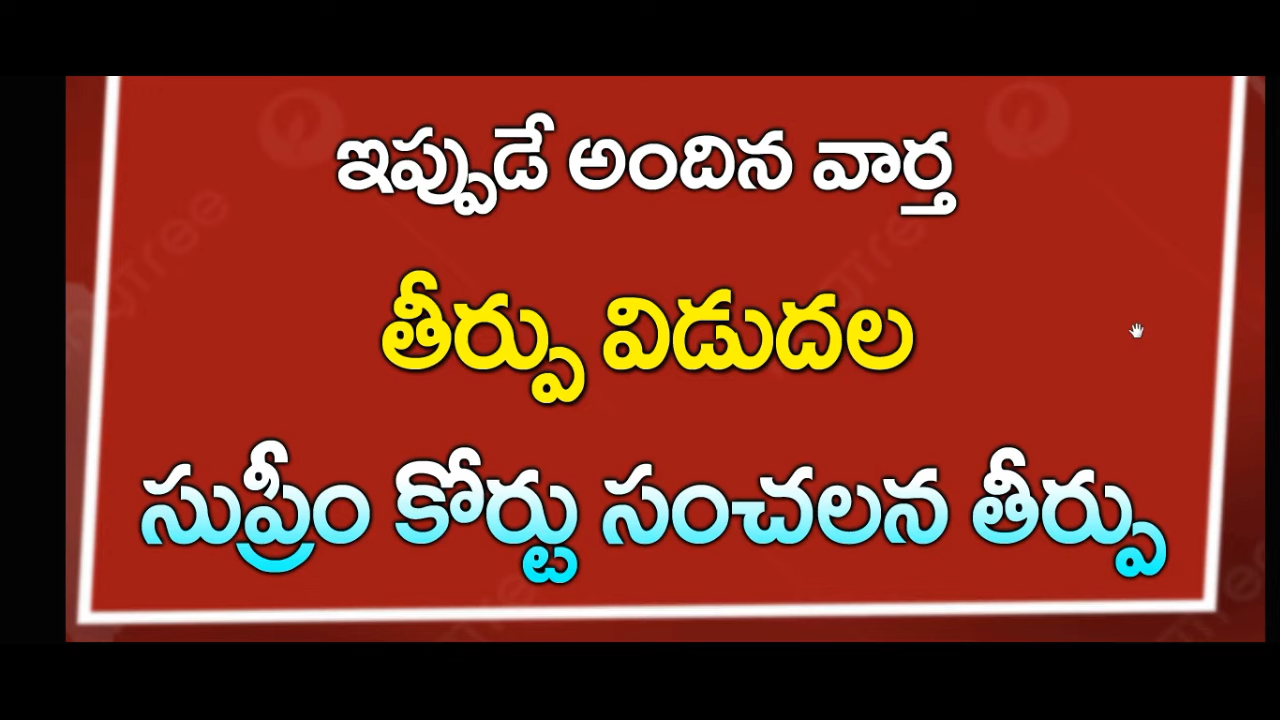 ఇప్పుడే అందిన వార్త
తీర్పు విడుదల
సుప్రీం కోర్టు సంచలన తీర్పు